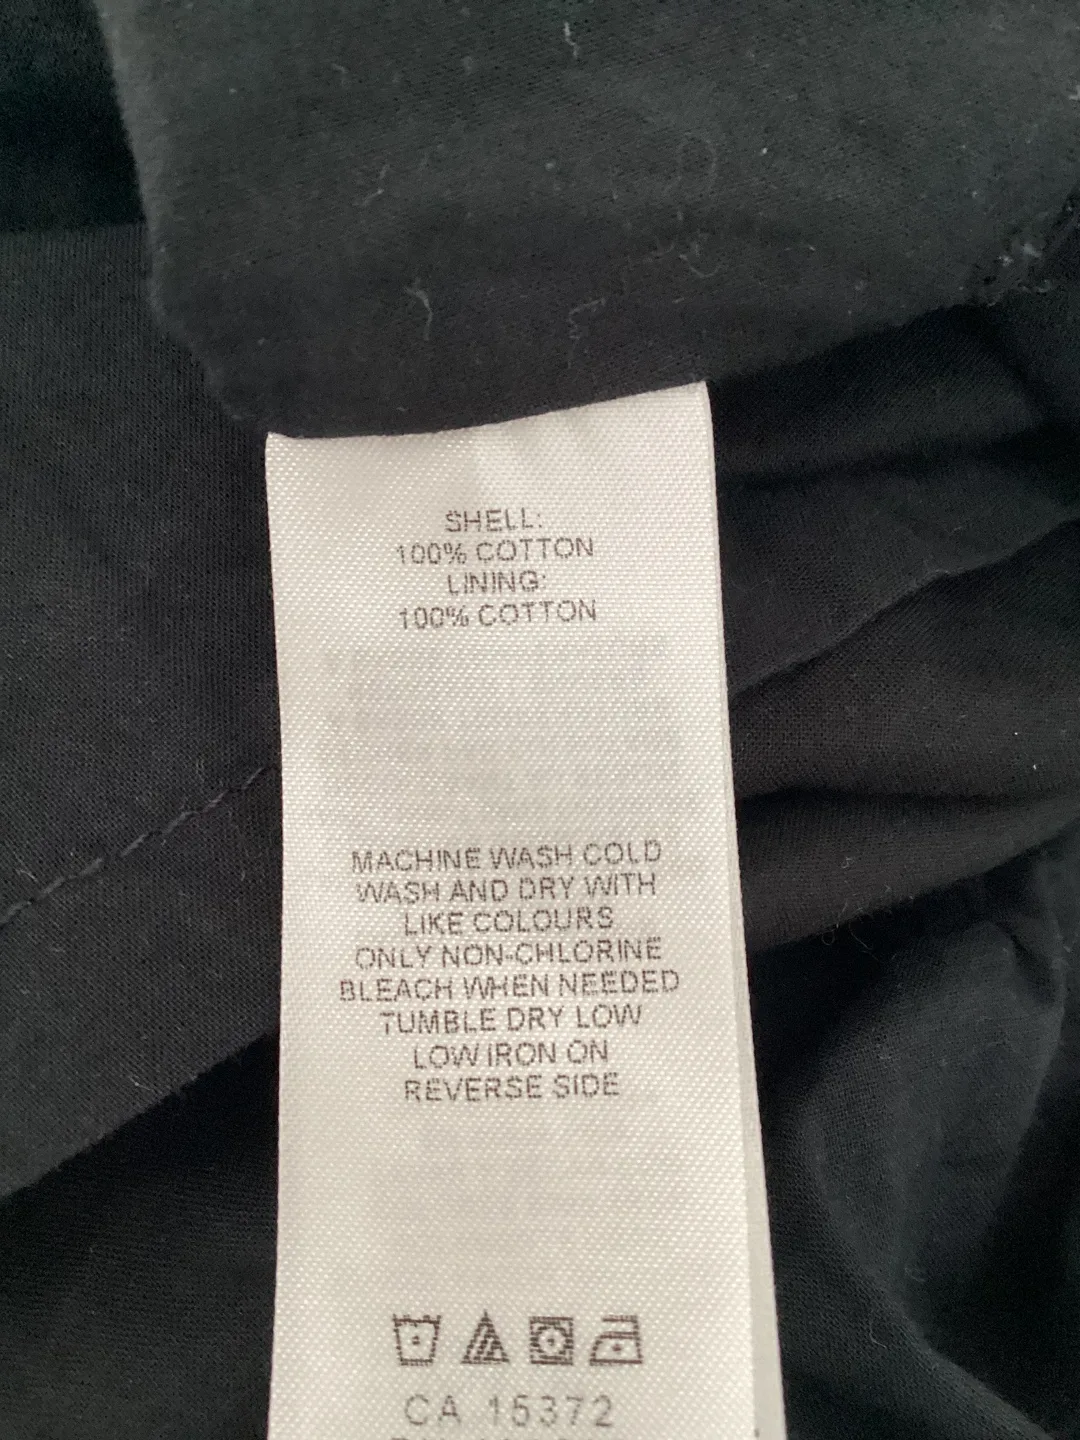 SHELL:
100% COTTON
LINING:
100% COTTON
MACHINE WASH COLD
WASH AND DRY WITH
LIKE COLOURS
ONLY NON-CHLORINE
BLEACH WHEN NEEDED
TUMBLE DRY LOW
LOW IRON ON
REVERSE SIDE
CA 15372